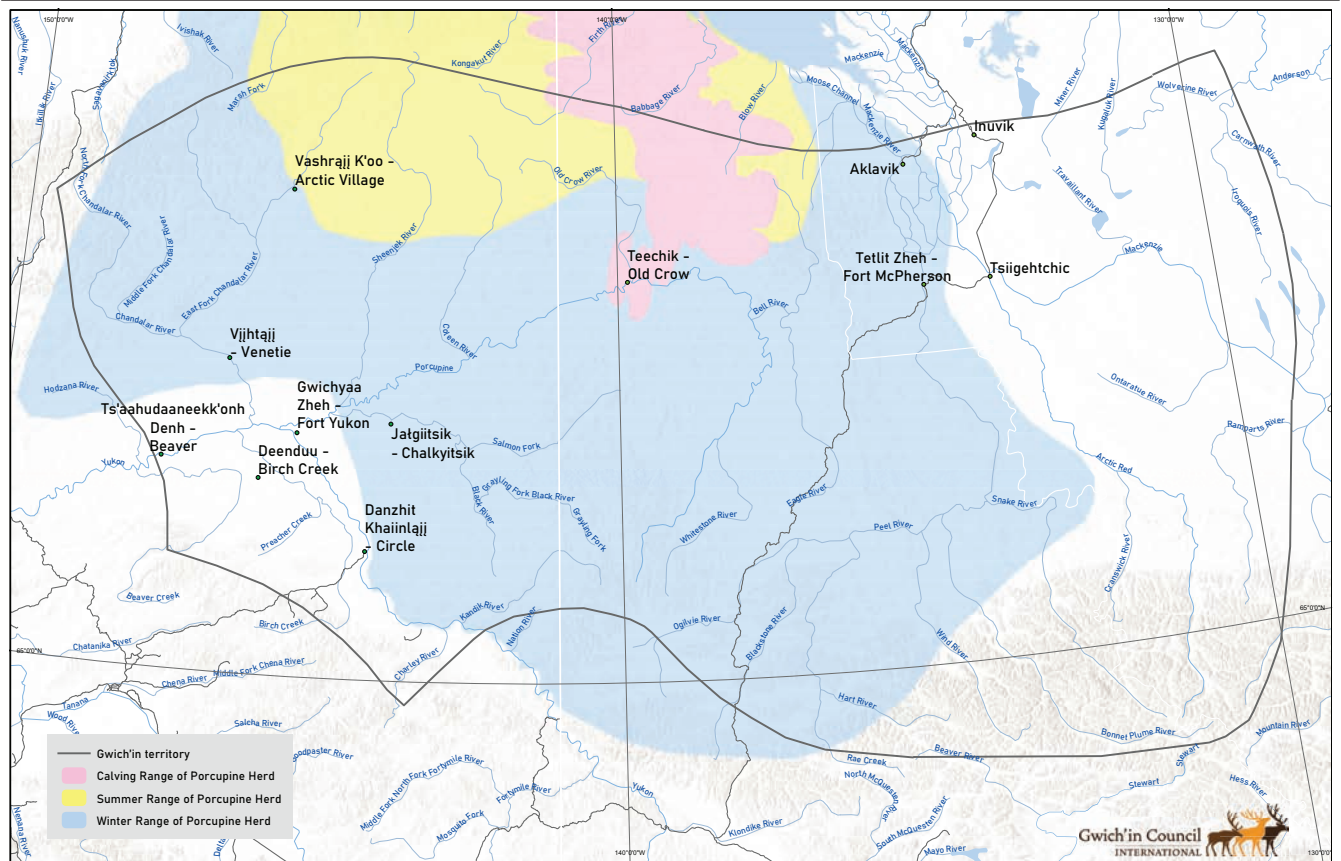 150°0'0"W
140°0'0"W
130°0'0"W
Nanushuk River
Ivishak River
Firth River
Mackenzie
Mackenzie
Kongakut River
Marsh Fork
Itkillik River
Babbage River
Blow River
Moose Channel
Mackenzie River
Miner River
Kugaluk River
Wolverine River
Anderson
Inuvik
Aklavik
Carnwath River
North Fork Chandalar River
Vashrąįį K'oo -
Arctic Village
Old Crow River
Travaillant River
Iroquois River
Middle Fork Chandalar River
East Fork Chandalar River
Sheenjek River
Mackenzie
Teechik -
Old Crow
Tetlit Zheh -
Fort McPherson
Tsiigehtchic
Chandalar River
Bell River
Vįįhtąįį
- Venetie
Coleen River
Porcupine
Hodzana River
Gwichyaa
Zheh -
Fort Yukon
Ts'aahudaaneekk'onh
Denh -
Beaver
Ontaratue River
Ramparts River
Jałgiitsik
- Chalkyitsik
Salmon Fork
Deenduu -
Birch Creek
Yukon
Arctic Red
Black River
Grayling Fork Black River
Grayling Fork
Eagle River
Snake River
Danzhit
Khaiinląįį
- Circle
Preacher Creek
Whitestone River
Peel River
Cranswick River
Beaver Creek
Birch Creek
Kandik River
Nation River
Ogilvie River
Blackstone River
Wind River
65°0'0"N
65°0'0"N
Chatanika River
Chena River
Middle Fork Chena River
Charley River
Tanana
Wood River
Salcha River
Hart River
Bonnet Plume River
Mountain River
Beaver River
Rae Creek
Stewart
Stewart
Hess River
Middle Fork North Fork Fortymile River
Fortymile River
Mosquito Fork
Yukon
Klondike River
North McQuesten River
South McQuesten River
Mayo River
Nenana River
Gwich'in territory
Calving Range of Porcupine Herd
Summer Range of Porcupine Herd
Winter Range of Porcupine Herd
Gwich'in Council
INTERNATIONAL
140°0'0"W